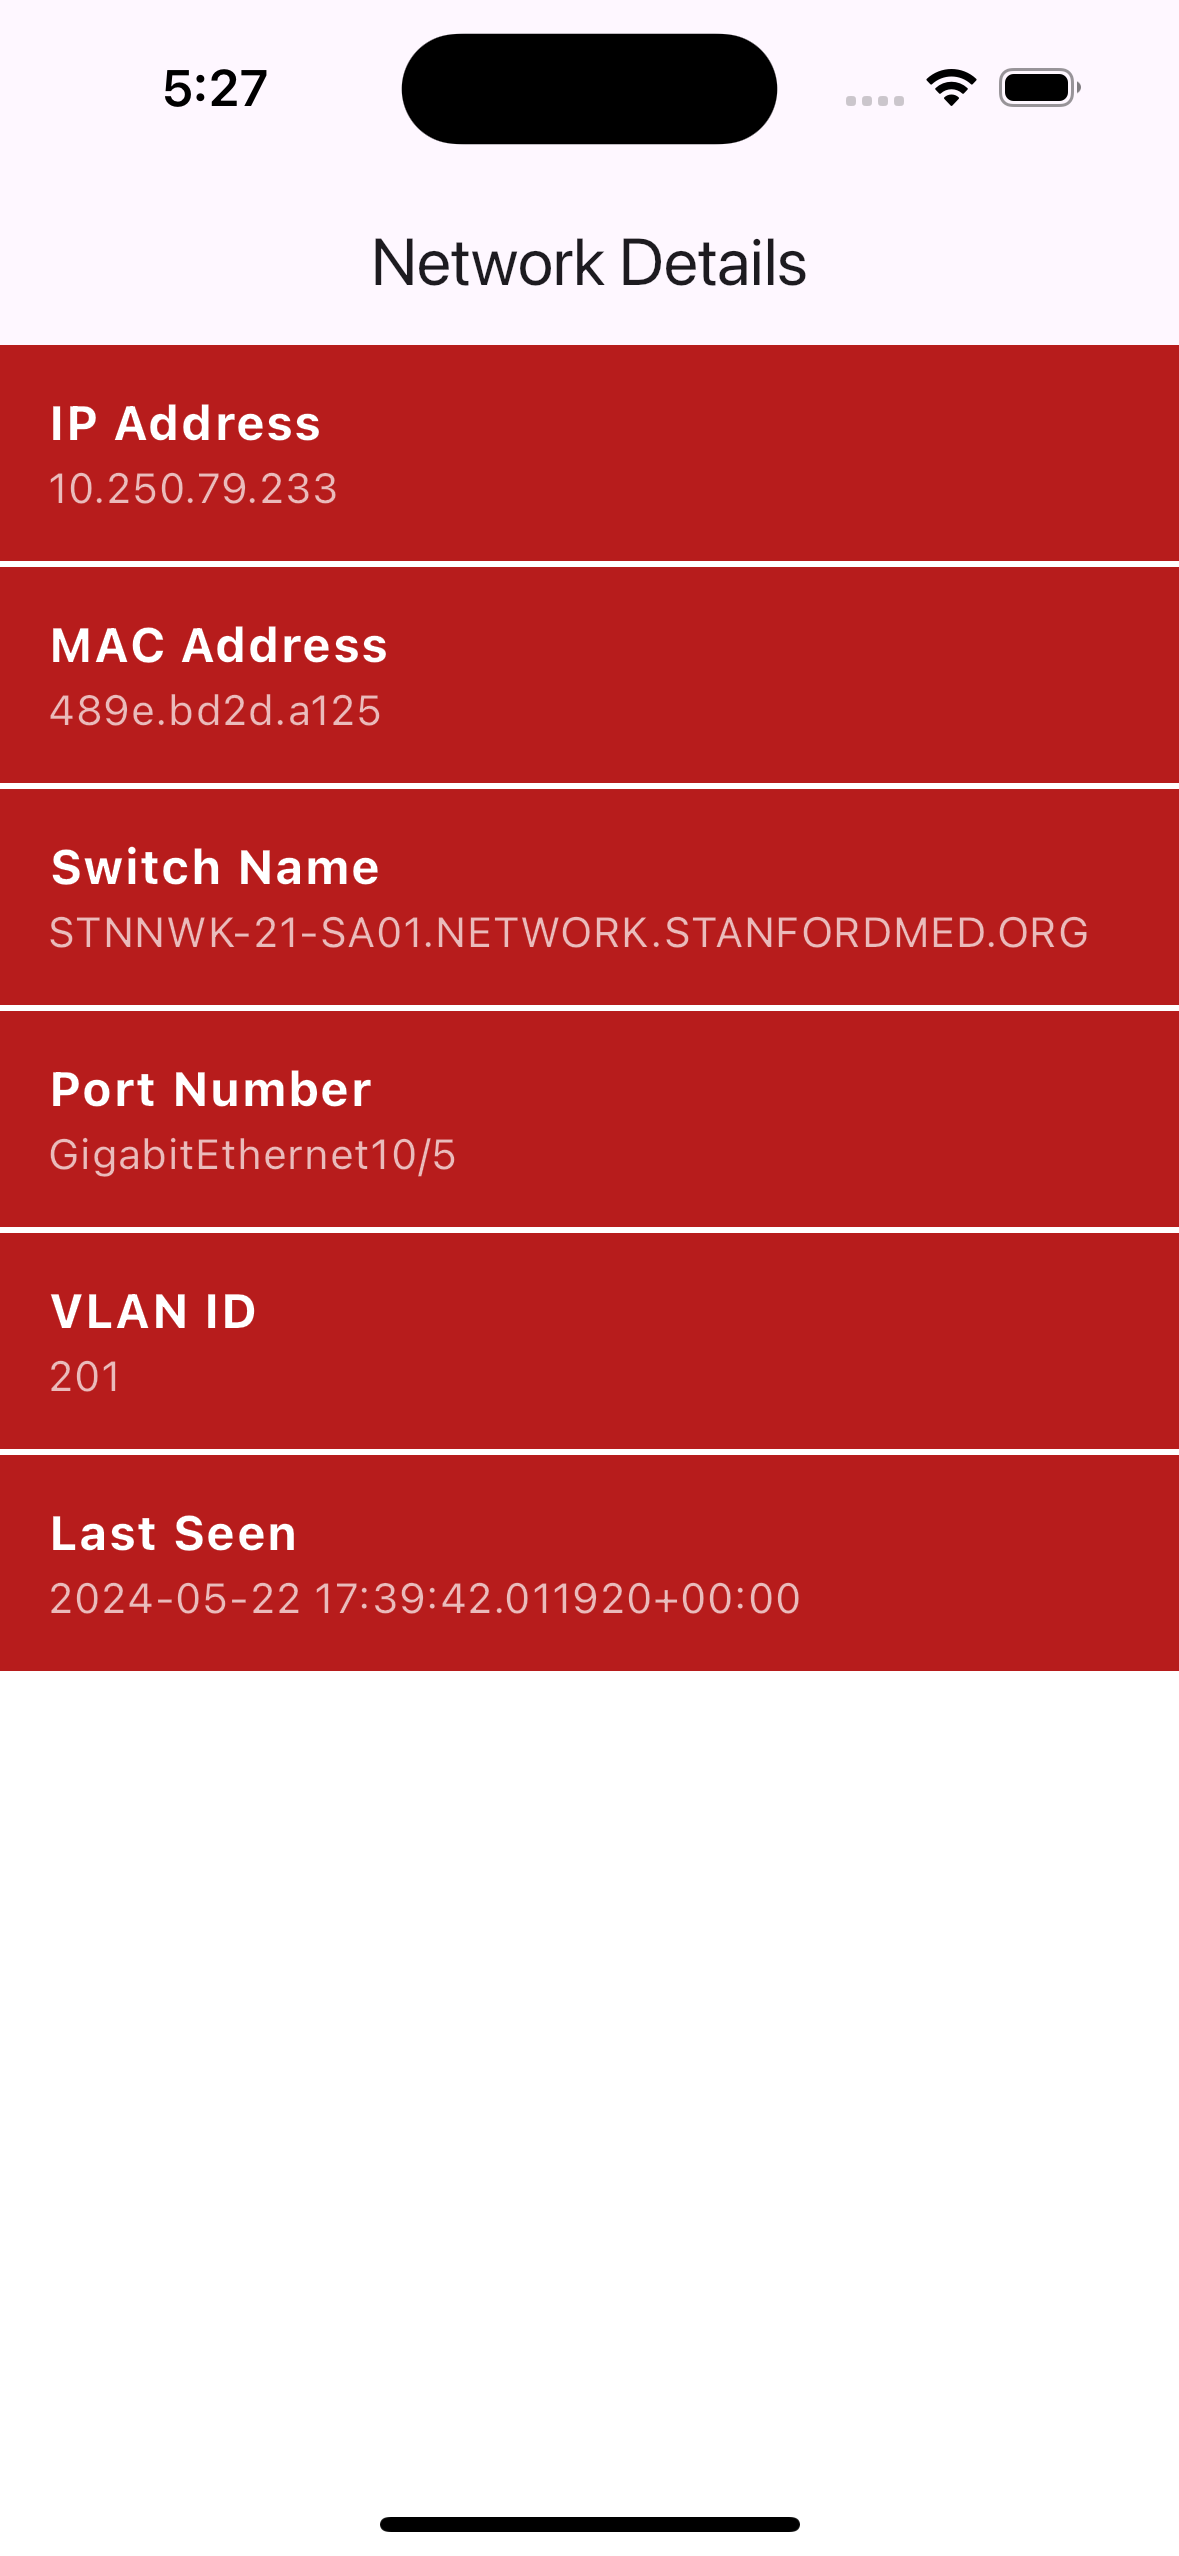 5:27
Network Details
IP Address
10.250.79.233
MAC Address
489e.bd2d.a125
Switch Name
STNNWK-21-SA01.NETWORK.STANFORDMED.ORG
Port Number
GigabitEthernet10/5
VLAN ID
201
Last Seen
2024-05-22 17:39:42.011920+00:00